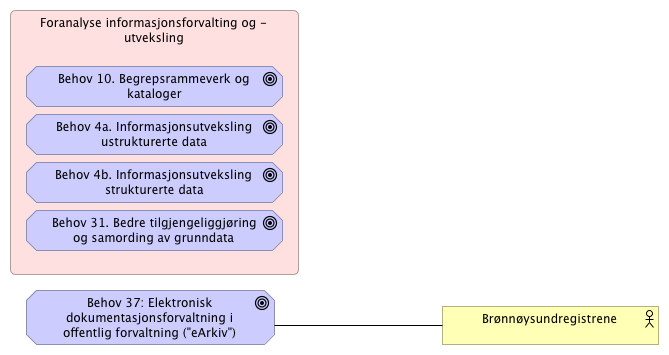 Foranalyse informasjonsforvalting og -
utveksling
Behov 10. Begrepsrammeverk og
kataloger
Behov 4a. Informasjonsutveksling
ustrukturerte data
Behov 4b. Informasjonsutveksling
strukturerte data
Behov 31. Bedre tilgjengeliggjøring
og samording av grunndata
Behov 37: Elektronisk
dokumentasjonsforvaltning i
offentlig forvaltning ("eArkiv")
Brønnøysundregistrene